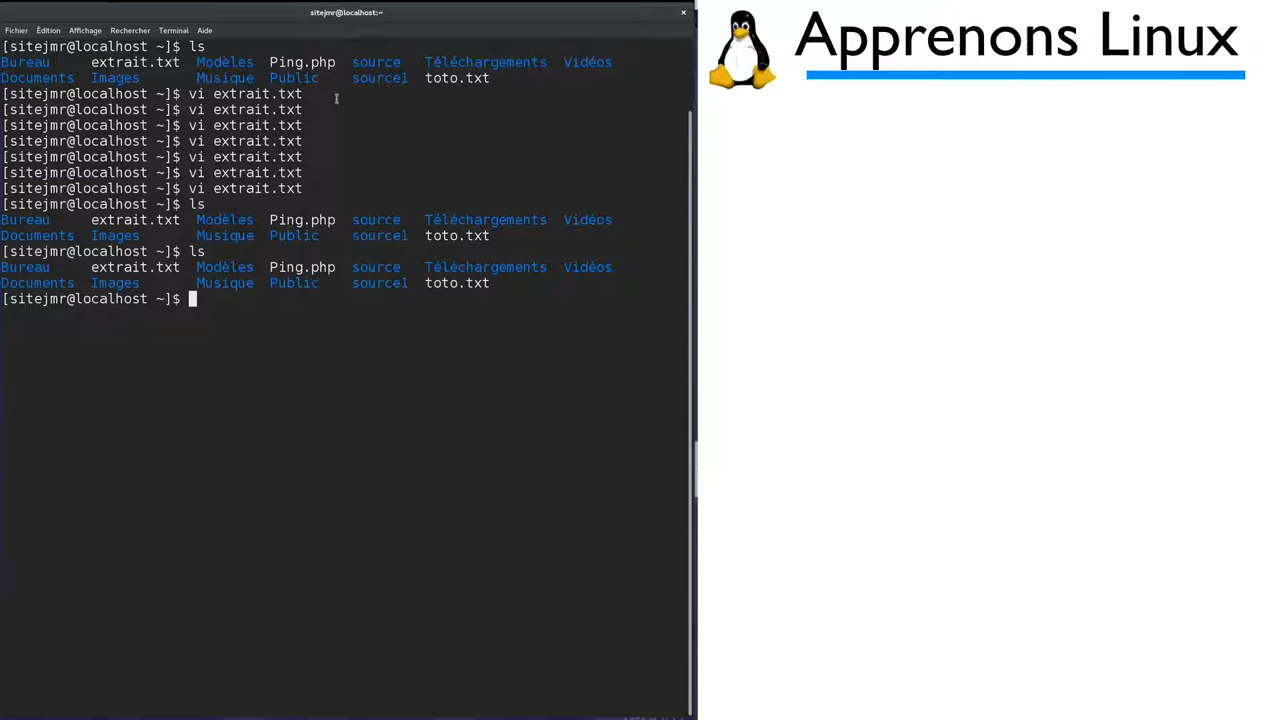 sitejmr@localhost:~
Fichier Édition Affichage Rechercher Terminal Aide
[sitejmr@localhost ~]$ ls
Bureau extrait.txt Modèles Ping.php source Téléchargements Vidéos
Documents Images Musique Public source1 toto.txt
[sitejmr@localhost ~]$ vi extrait.txt
[sitejmr@localhost ~]$ vi extrait.txt
[sitejmr@localhost ~]$ vi extrait.txt
[sitejmr@localhost ~]$ vi extrait.txt
[sitejmr@localhost ~]$ vi extrait.txt
[sitejmr@localhost ~]$ vi extrait.txt
[sitejmr@localhost ~]$ vi extrait.txt
[sitejmr@localhost ~]$ ls
Bureau extrait.txt Modèles Ping.php source Téléchargements Vidéos
Documents Images Musique Public source1 toto.txt
[sitejmr@localhost ~]$ ls
Bureau extrait.txt Modèles Ping.php source Téléchargements Vidéos
Documents Images Musique Public source1 toto.txt
[sitejmr@localhost ~]$
Apprenons Linux